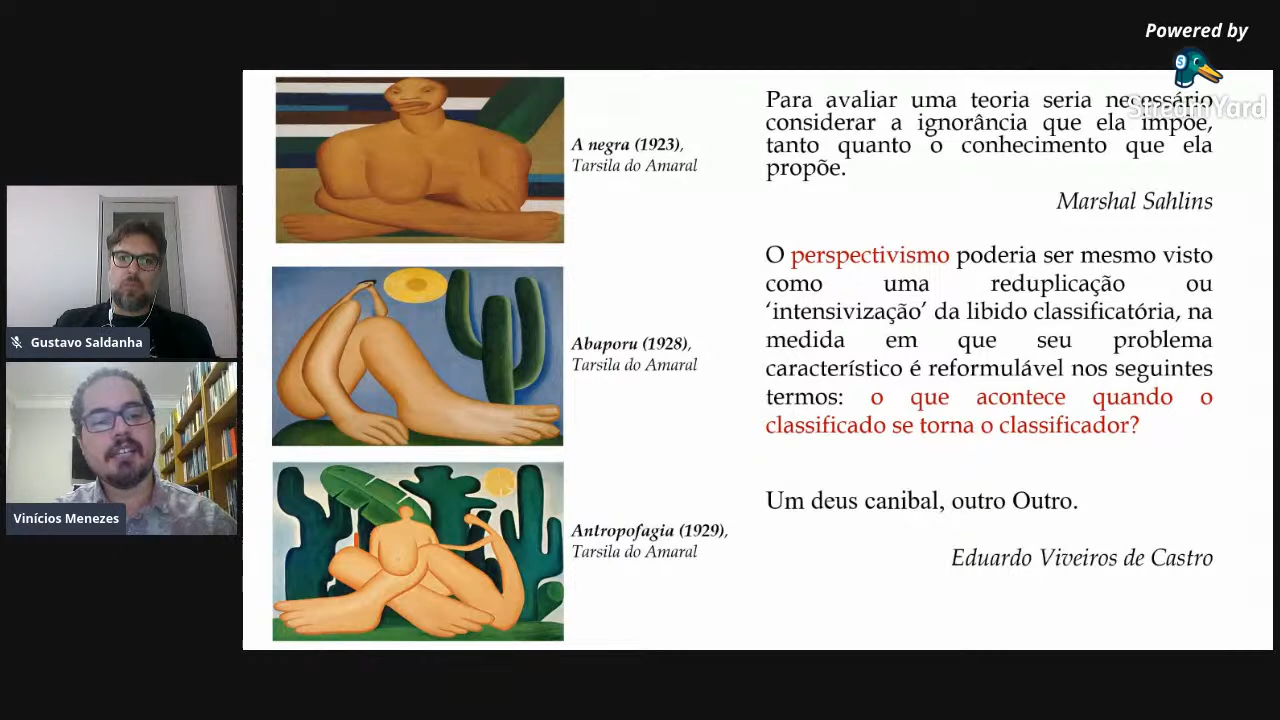 Powered by
StreamYard
Gustavo Saldanha
Vinícios Menezes
A negra (1923),
Tarsila do Amaral
Abaporu (1928),
Tarsila do Amaral
Antropofagia (1929),
Tarsila do Amaral
Para avaliar uma teoria seria necessário
considerar a ignorância que ela impõe,
tanto quanto o conhecimento que ela
propõe.
Marshal Sahlins
O perspectivismo poderia ser mesmo visto
como uma reduplicação ou
‘intensivização’ da libido classificatória, na
medida em que seu problema
característico é reformulável nos seguintes
termos: o que acontece quando o
classificado se torna o classificador?
Um deus canibal, outro Outro.
Eduardo Viveiros de Castro